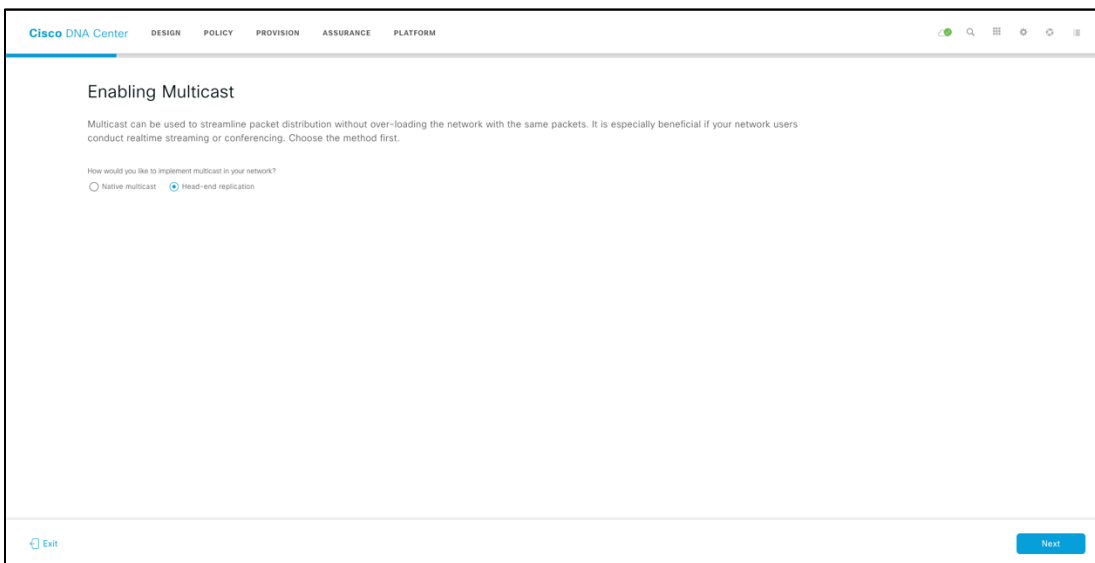 Cisco DNA Center DESIGN POLICY PROVISION ASSURANCE PLATFORM
Enabling Multicast
Multicast can be used to streamline packet distribution without over-loading the network with the same packets. It is especially beneficial if your network users
conduct realtime streaming or conferencing. Choose the method first.
How would you like to implement multicast in your network?
Native multicast Head-end replication
Exit Next